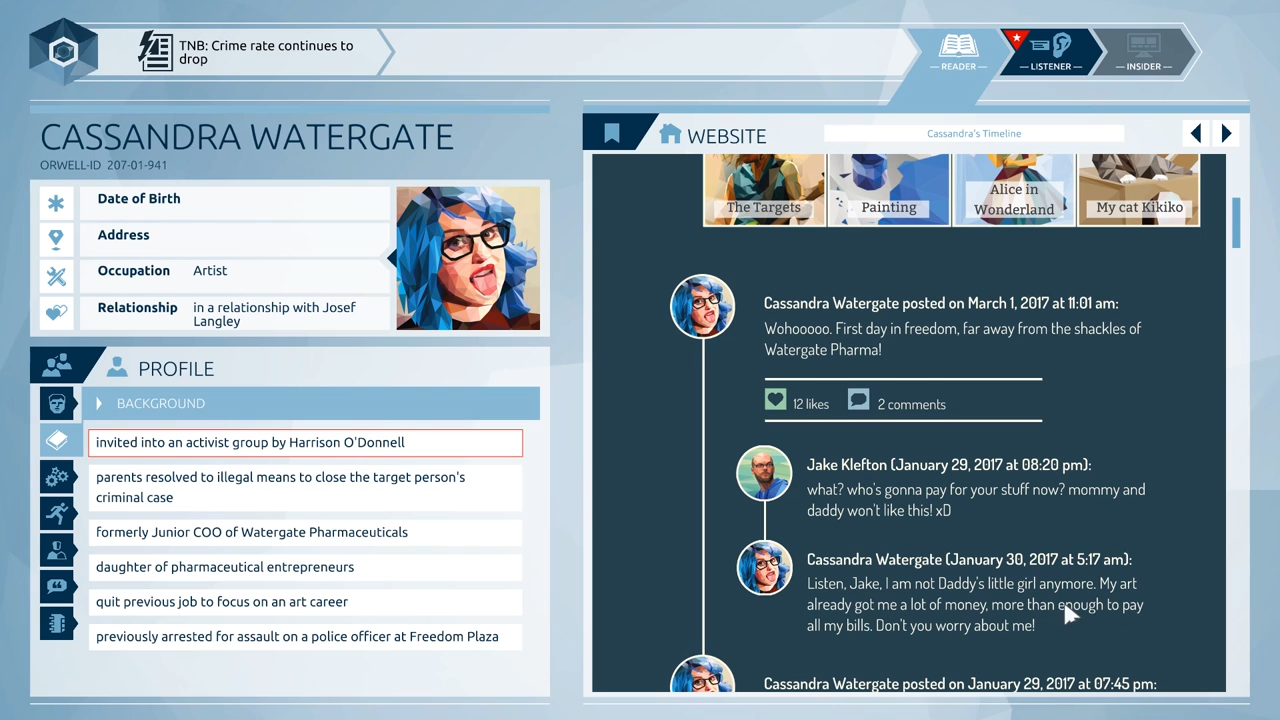 TNB: Crime rate continues to
drop
— READER —
— LISTENER —
— INSIDER —
CASSANDRA WATERGATE
ORWELL-ID 207-01-941
Date of Birth
Address
Occupation Artist
Relationship in a relationship with Josef
Langley
PROFILE
BACKGROUND
invited into an activist group by Harrison O'Donnell
parents resolved to illegal means to close the target person's
criminal case
formerly Junior COO of Watergate Pharmaceuticals
daughter of pharmaceutical entrepreneurs
quit previous job to focus on an art career
previously arrested for assault on a police officer at Freedom Plaza
WEBSITE
Cassandra's Timeline
The Targets
Painting
Alice in
Wonderland
My cat Kikiko
Cassandra Watergate posted on March 1, 2017 at 11:01 am:
Wohooooo. First day in freedom, far away from the shackles of
Watergate Pharma!
12 likes 2 comments
Jake Klefton (January 29, 2017 at 08:20 pm):
what? who's gonna pay for your stuff now? mommy and
daddy won't like this! xD
Cassandra Watergate (January 30, 2017 at 5:17 am):
Listen, Jake, I am not Daddy's little girl anymore. My art
already got me a lot of money, more than enough to pay
all my bills. Don't you worry about me!
Cassandra Watergate posted on January 29, 2017 at 07:45 pm: